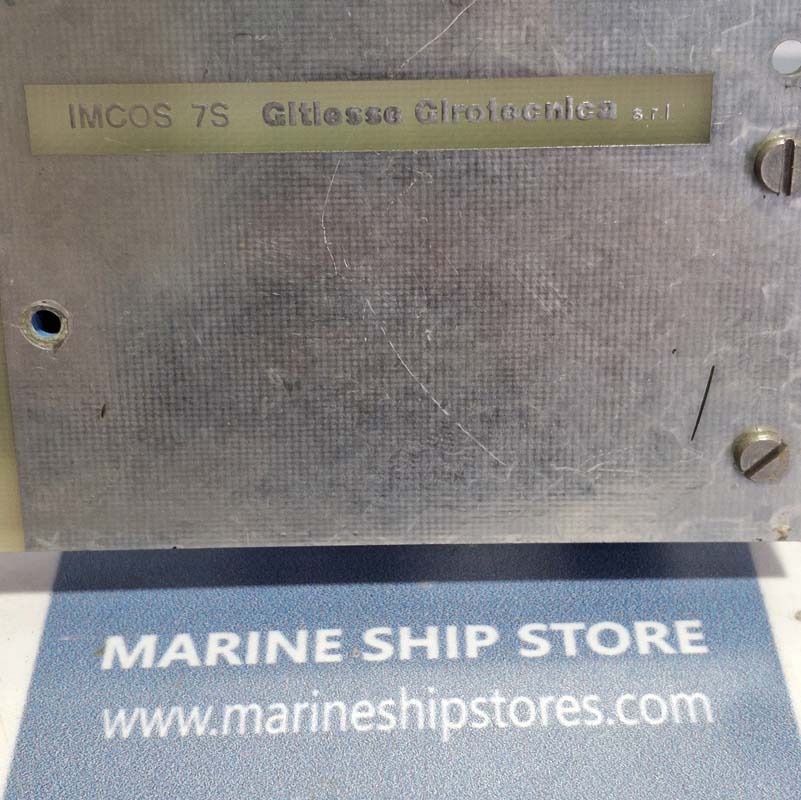 IMCOS 7S Gitiesse Girotecnica s.r.l
MARINE SHIP STORE
www.marineshipstores.com